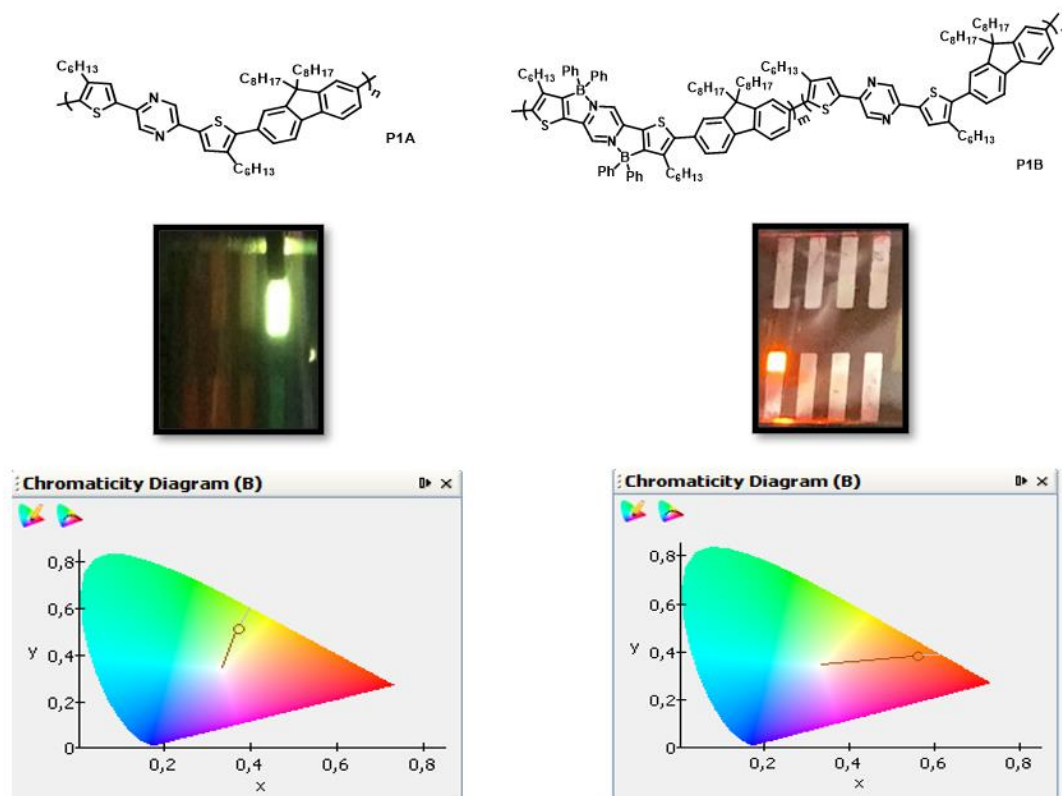 C6H13
C8H17
C8H17
S
N
N
S
n
C6H13
P1A
C8H17
C8H17
C6H13
Ph
Ph
B
S
N
N
S
B
Ph
Ph
C6H13
C8H17
C8H17
m
C6H13
S
N
N
S
C6H13
P1B
Chromaticity Diagram (B)
0,8
0,6
y
0,4
0,2
0
0,2
0,4
0,6
0,8
x
Chromaticity Diagram (B)
0,8
0,6
y
0,4
0,2
0
0,2
0,4
0,6
0,8
x